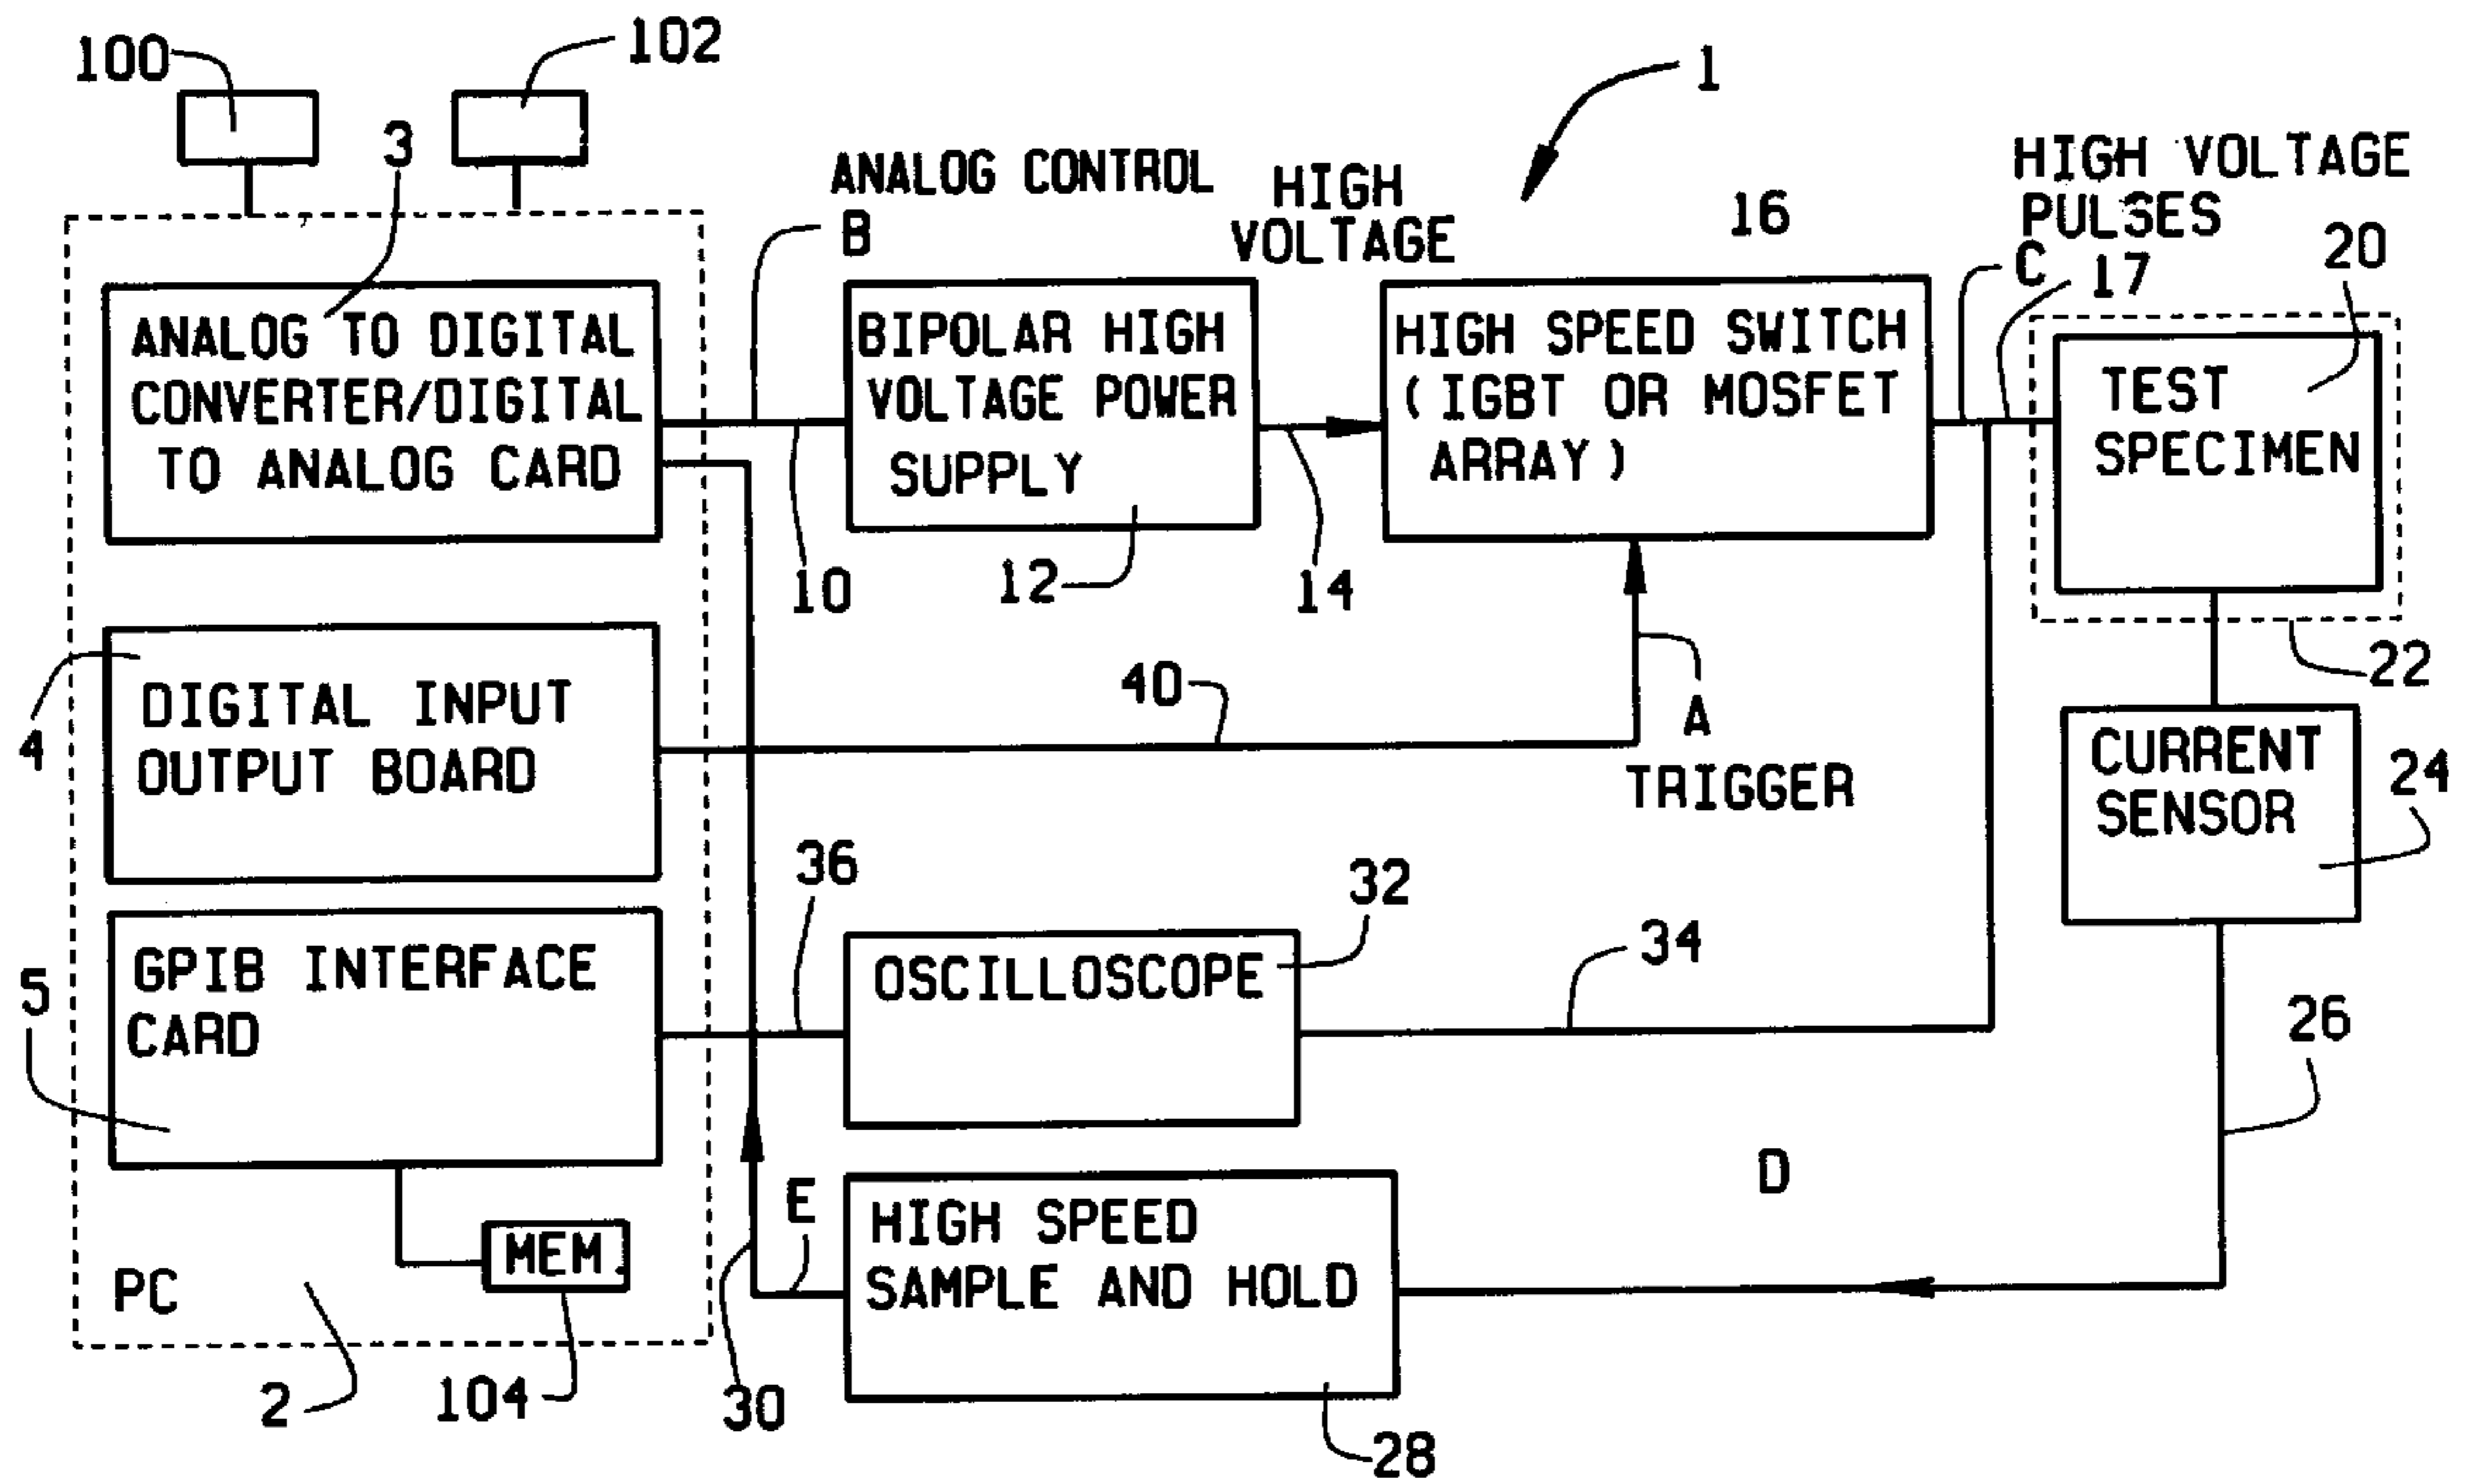 100
102
1
3
ANALOG CONTROL
B
HIGH
VOLTAGE
16
HIGH VOLTAGE
PULSES
C
17
20
ANALOG TO DIGITAL
CONVERTER/DIGITAL
TO ANALOG CARD
BIPOLAR HIGH
VOLTAGE POWER
SUPPLY
HIGH SPEED SWITCH
(IGBT OR MOSFET
ARRAY)
TEST
SPECIMEN
10
12
14
22
4
DIGITAL INPUT
OUTPUT BOARD
40
A
TRIGGER
CURRENT
SENSOR
24
36
32
34
5
GPIB INTERFACE
CARD
OSCILLOSCOPE
26
D
E
HIGH SPEED
SAMPLE AND HOLD
MEM
PC
2
104
30
28